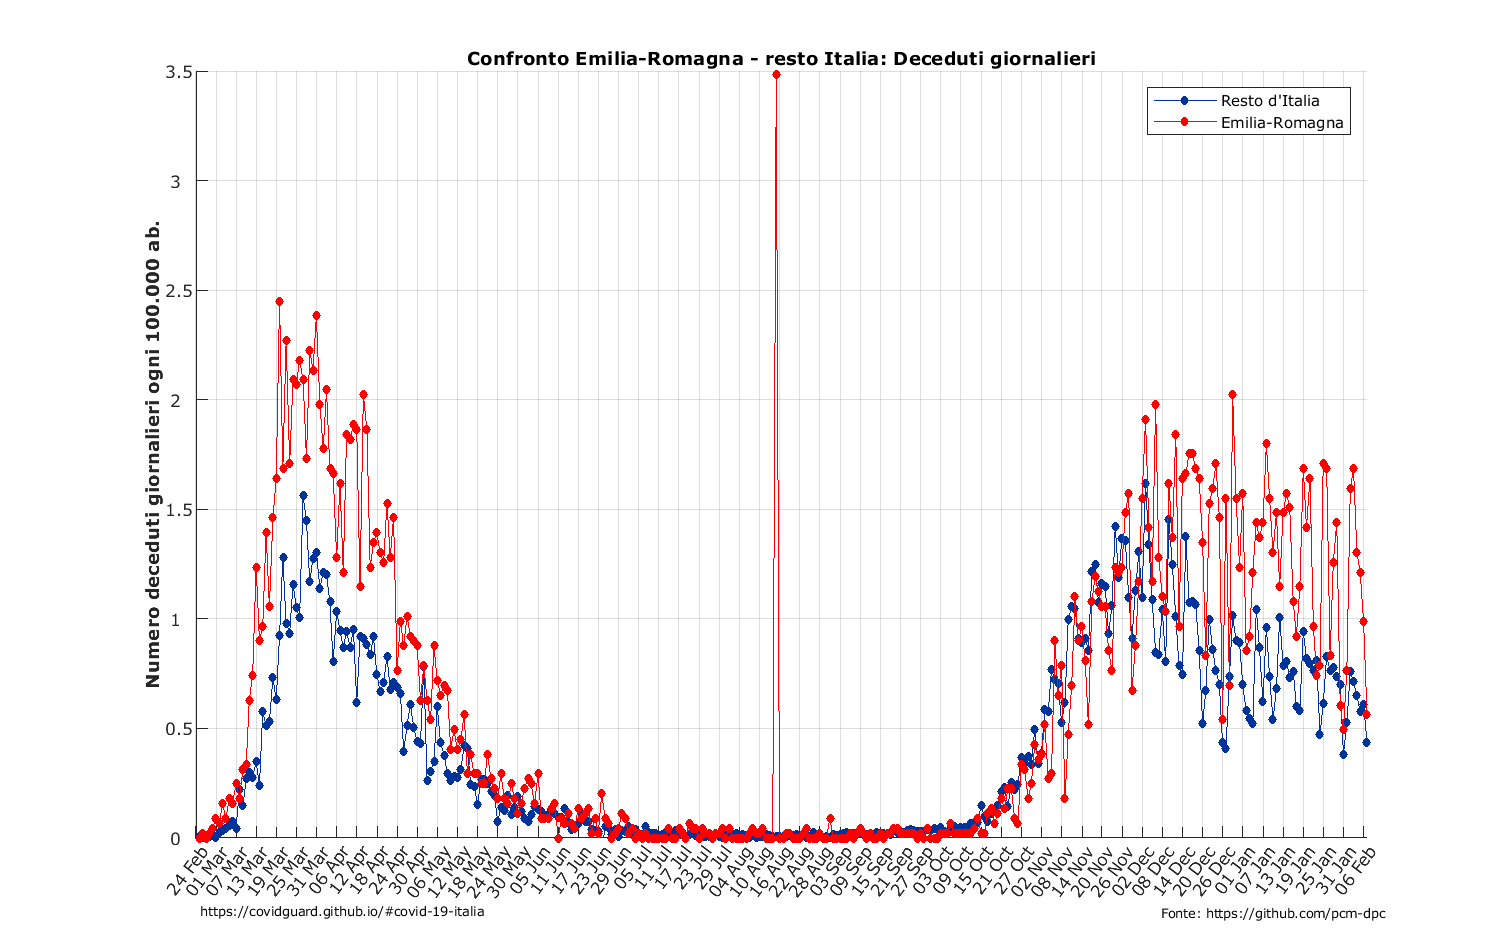 Confronto Emilia-Romagna - resto Italia: Deceduti giornalieri
Numero deceduti giornalieri ogni 100.000 ab.
3.5
3
2.5
2
1.5
1
0.5
0
Resto d'Italia
Emilia-Romagna
24 Feb
01 Mar
07 Mar
13 Mar
19 Mar
25 Mar
31 Mar
06 Apr
12 Apr
18 Apr
24 Apr
30 Apr
06 May
12 May
18 May
24 May
30 May
05 Jun
11 Jun
17 Jun
23 Jun
29 Jun
05 Jul
11 Jul
17 Jul
23 Jul
29 Jul
04 Aug
10 Aug
16 Aug
22 Aug
28 Aug
03 Sep
09 Sep
15 Sep
21 Sep
27 Sep
03 Oct
09 Oct
15 Oct
21 Oct
27 Oct
02 Nov
08 Nov
14 Nov
20 Nov
26 Nov
02 Dec
08 Dec
14 Dec
20 Dec
26 Dec
01 Jan
07 Jan
13 Jan
19 Jan
25 Jan
31 Jan
06 Feb
https://covidguard.github.io/#covid-19-italia
Fonte: https://github.com/pcm-dpc